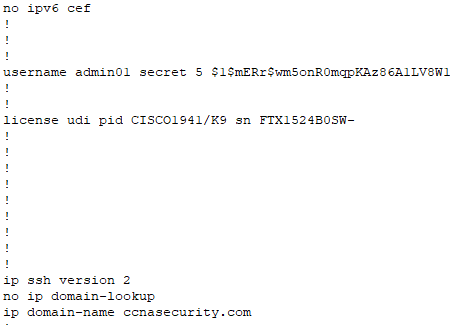 no ipv6 cef
!
!
!
username admin01 secret 5 $1$mERr$wm5onR0mqpKAz86A1LV8W1
!
!
license udi pid CISCO1941/K9 sn FTX1524B0SW-
!
!
!
!
!
!
!
!
!
ip ssh version 2
no ip domain-lookup
ip domain-name ccnasecurity.com